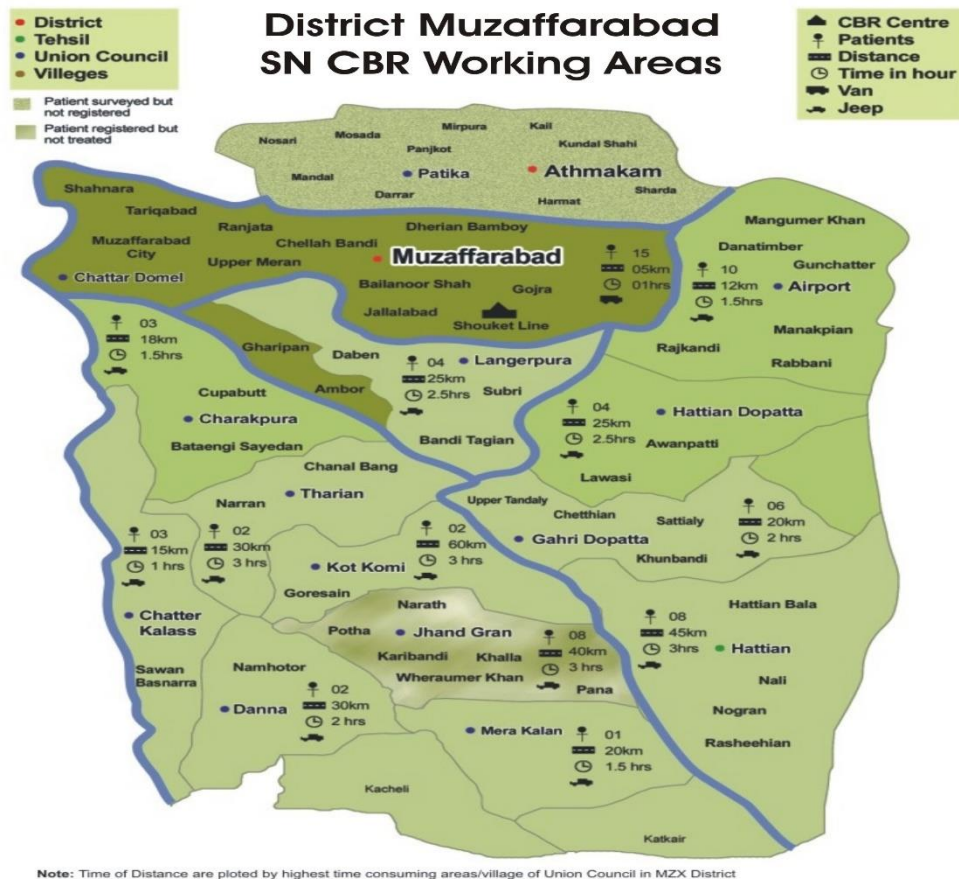 District Muzaffarabad
SN CBR Working Areas
District
Tehsil
Union Council
Villeges
Patient surveyed but
not registered
Patient registered but
not treated
CBR Centre
Patients
Distance
Time in hour
Van
Jeep
Nosari
Mosada
Mirpura
Kail
Panjkot
Kundal Shahi
Mandal
Patika
Athmakam
Darrar
Harmat
Sharda
Shahnara
Tariqabad
Ranjata
Dherian Bamboy
Muzaffarabad
City
Chellah Bandi
Upper Meran
Muzaffarabad
Chattar Domel
Bailanoor Shah
Gojra
Jallalabad
Shouket Line
15
05km
01hrs
Mangumer Khan
Danatimber
Gunchatter
10
12km
1.5hrs
Airport
Manakpian
Rajkandi
Rabbani
03
18km
1.5hrs
Gharipan
Ambor
Daben
04
25km
2.5hrs
Langerpura
Subri
Bandi Tagian
Cupabutt
Charakpura
Bataengi Sayedan
04
25km
2.5hrs
Hattian Dopatta
Awanpatti
Lawasi
Chanal Bang
Tharian
Narran
Upper Tandaly
Chetthian
Sattialy
Gahri Dopatta
Khunbandi
06
20km
2 hrs
03
15km
1 hrs
02
30km
3 hrs
02
60km
3 hrs
Kot Komi
Goresain
Chatter
Kalass
Sawan
Basnarra
Narath
Potha
Jhand Gran
Karibandi
Khalla
Wheraumer Khan
Pana
08
40km
3 hrs
Hattian Bala
08
45km
3hrs
Hattian
Nali
Nogran
Rasheehian
Namhotor
Danna
02
30km
2 hrs
Mera Kalan
01
20km
1.5 hrs
Kacheli
Katkair
Note: Time of Distance are ploted by highest time consuming areas/village of Union Council in MZX District